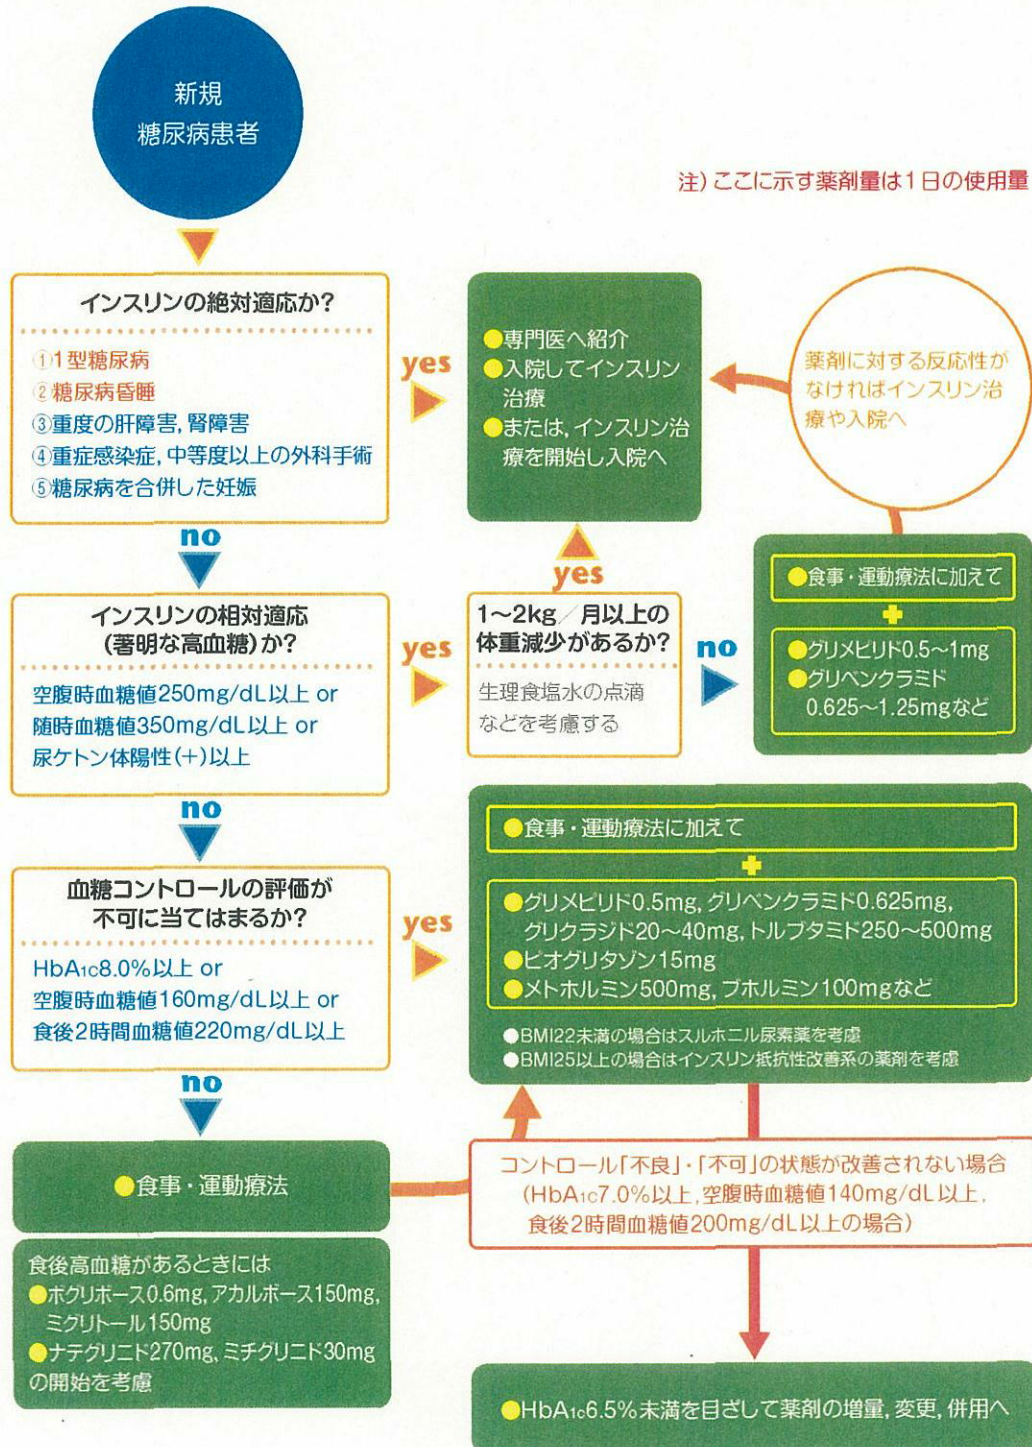 新規
糖尿病患者
注)ここに示す薬剤量は1日の使用量
インスリンの絶対適応か?
①1型糖尿病
②糖尿病昏睡
③重度の肝障害,腎障害
④重症感染症,中等度以上の外科手術
⑤糖尿病を合併した妊娠
yes
●専門医へ紹介
●入院してインスリン
治療
●または,インスリン治
療を開始し入院へ
薬剤に対する反応性が
なければインスリン治
療や入院へ
no
yes
インスリンの相対適応
(著明な高血糖)か?
空腹時血糖値250mg/dL以上 or
随時血糖値350mg/dL以上 or
尿ケトン体陽性(+)以上
yes
1~2kg/月以上の
体重減少があるか?
生理食塩水の点滴
などを考慮する
no
●食事・運動療法に加えて
+
●グリメピリド0.5~1mg
●グリベンクラミド
0.625~1.25mgなど
no
血糖コントロールの評価が
不可に当てはまるか?
HbA1c8.0%以上 or
空腹時血糖値160mg/dL以上 or
食後2時間血糖値220mg/dL以上
yes
●食事・運動療法に加えて
+
●グリメピリド0.5mg,グリベンクラミド0.625mg,
グリクラジド20~40mg,トルブタミド250~500mg
●ピオグリタゾン15mg
●メトホルミン500mg,ブホルミン100mgなど
●BMI22未満の場合はスルホニル尿素薬を考慮
●BMI25以上の場合はインスリン抵抗性改善系の薬剤を考慮
no
●食事・運動療法
食後高血糖があるときには
●ボグリボース0.6mg,アカルボース150mg,
ミグリトール150mg
●ナテグリニド270mg,ミチグリニド30mg
の開始を考慮
コントロール「不良」・「不可」の状態が改善されない場合
(HbA1c7.0%以上,空腹時血糖値140mg/dL以上,
食後2時間血糖値200mg/dL以上の場合)
●HbA1c6.5%未満を目ざして薬剤の増量,変更,併用へ